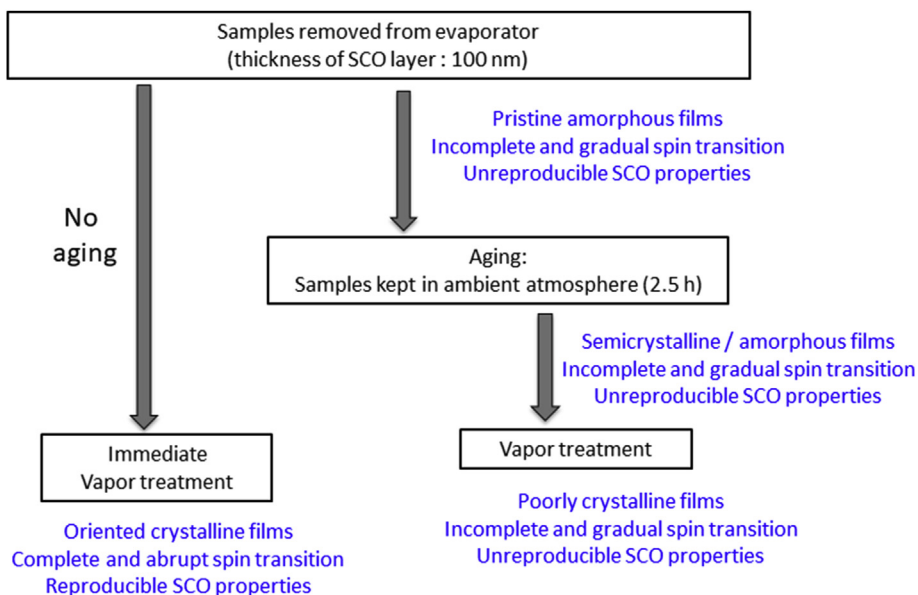 Samples removed from evaporator
(thickness of SCO layer : 100 nm)
Pristine amorphous films
Incomplete and gradual spin transition
Unreproducible SCO properties
No
aging
Aging:
Samples kept in ambient atmosphere (2.5 h)
Semicrystalline / amorphous films
Incomplete and gradual spin transition
Unreproducible SCO properties
Immediate
Vapor treatment
Vapor treatment
Oriented crystalline films
Complete and abrupt spin transition
Reproducible SCO properties
Poorly crystalline films
Incomplete and gradual spin transition
Unreproducible SCO properties